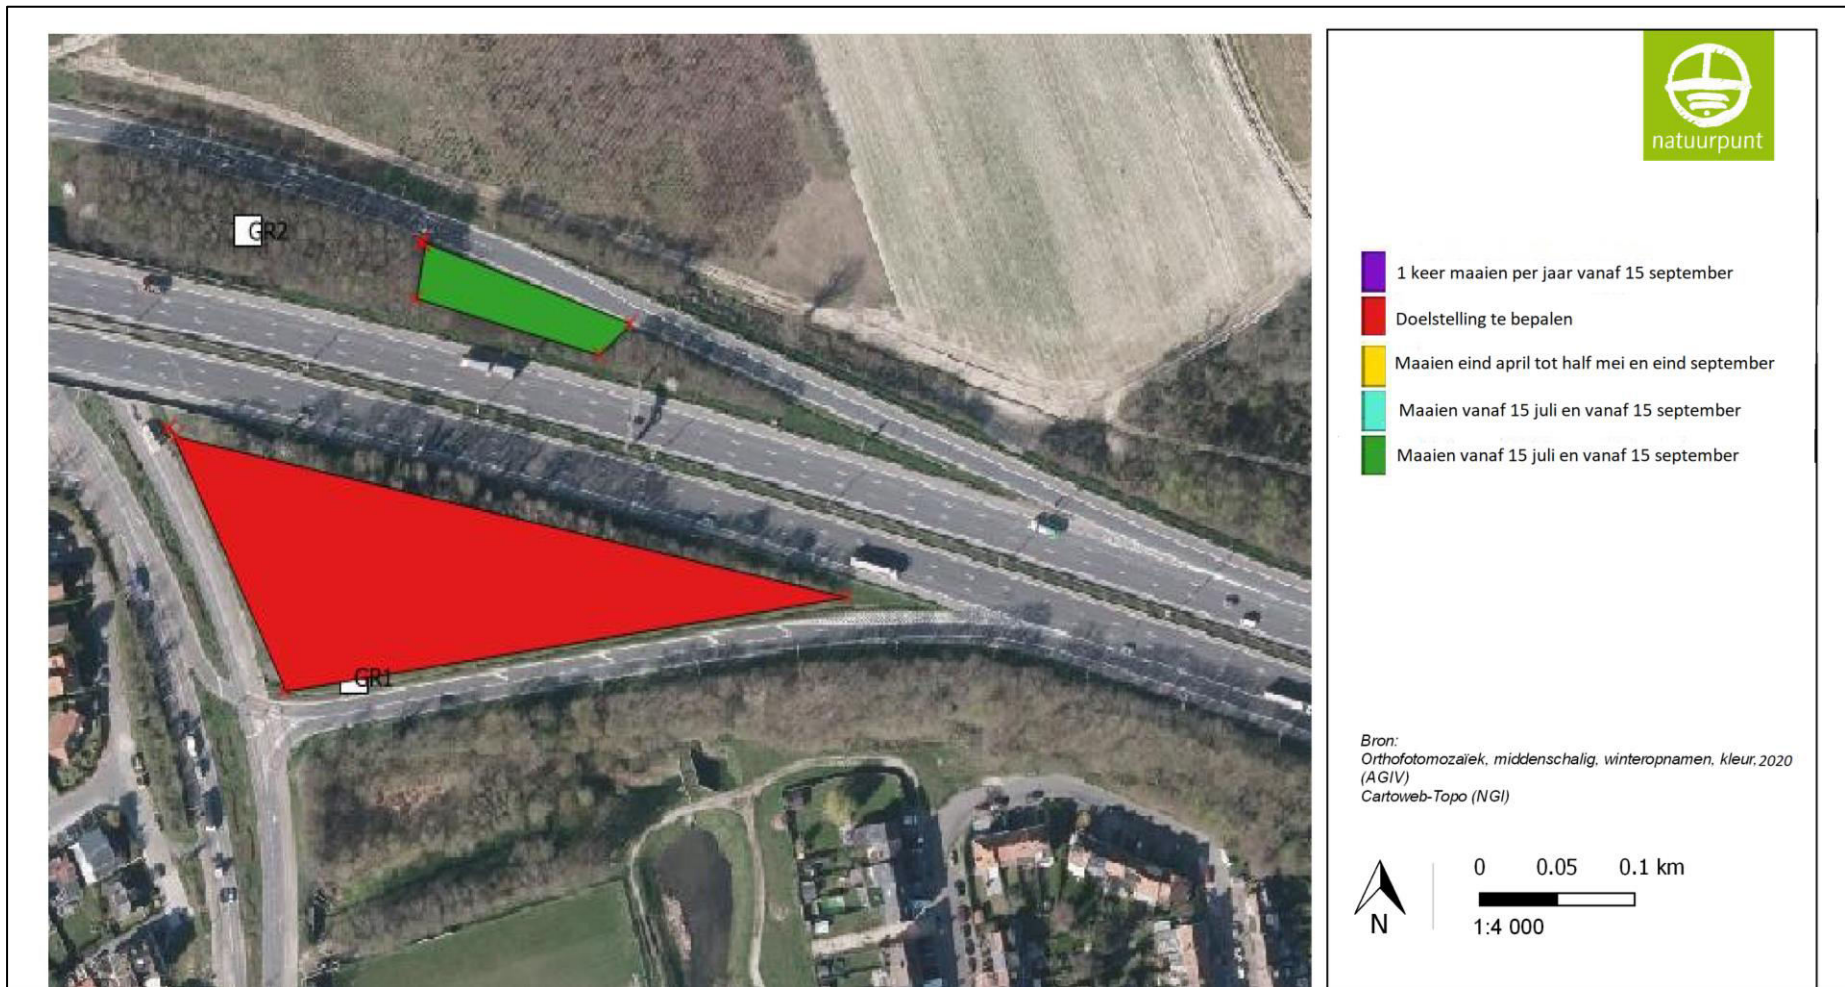 natuurpunt
GR2
GR1
1 keer maaien per jaar vanaf 15 september
Doelstelling te bepalen
Maaien eind april tot half mei en eind september
Maaien vanaf 15 juli en vanaf 15 september
Maaien vanaf 15 juli en vanaf 15 september
Bron:
Orthofotomozaïek, middenschalig, winteropnamen, kleur, 2020
(AGIV)
Cartoweb-Topo (NGI)
0 0.05 0.1 km
N
1:4 000